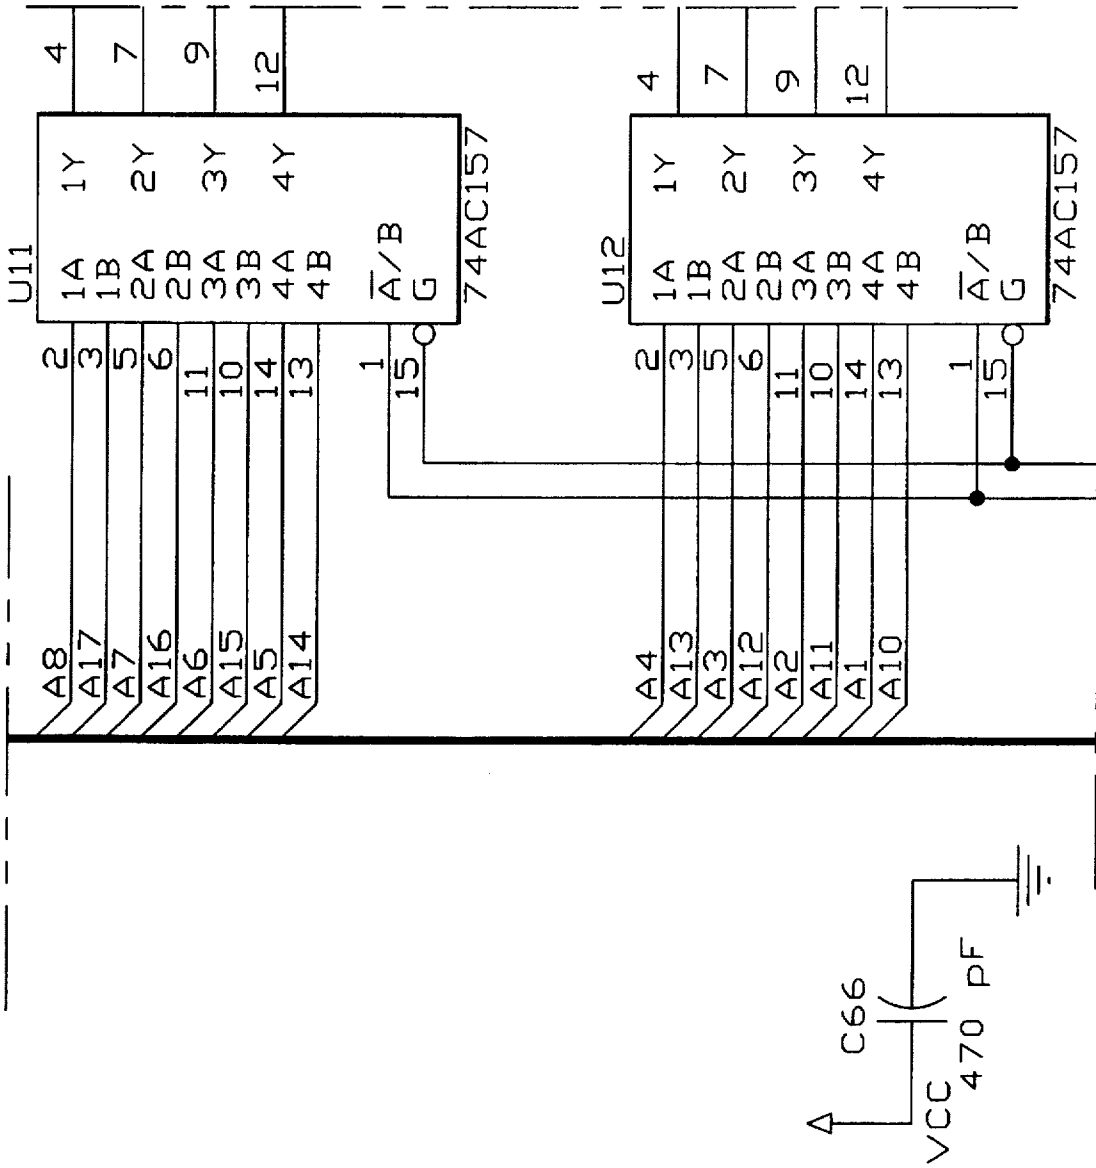 U11
1A 1Y
1B
2A 2Y
2B
3A 3Y
3B
4A 4Y
4B
A/B
G
74AC157
4
7
9
12
2
3
5
6
11
10
14
13
1
15
A8
A17
A7
A16
A6
A15
A5
A14
U12
1A 1Y
1B
2A 2Y
2B
3A 3Y
3B
4A 4Y
4B
A/B
G
74AC157
4
7
9
12
2
3
5
6
11
10
14
13
1
15
A4
A13
A3
A12
A2
A11
A1
A10
C66
VCC
470 pF